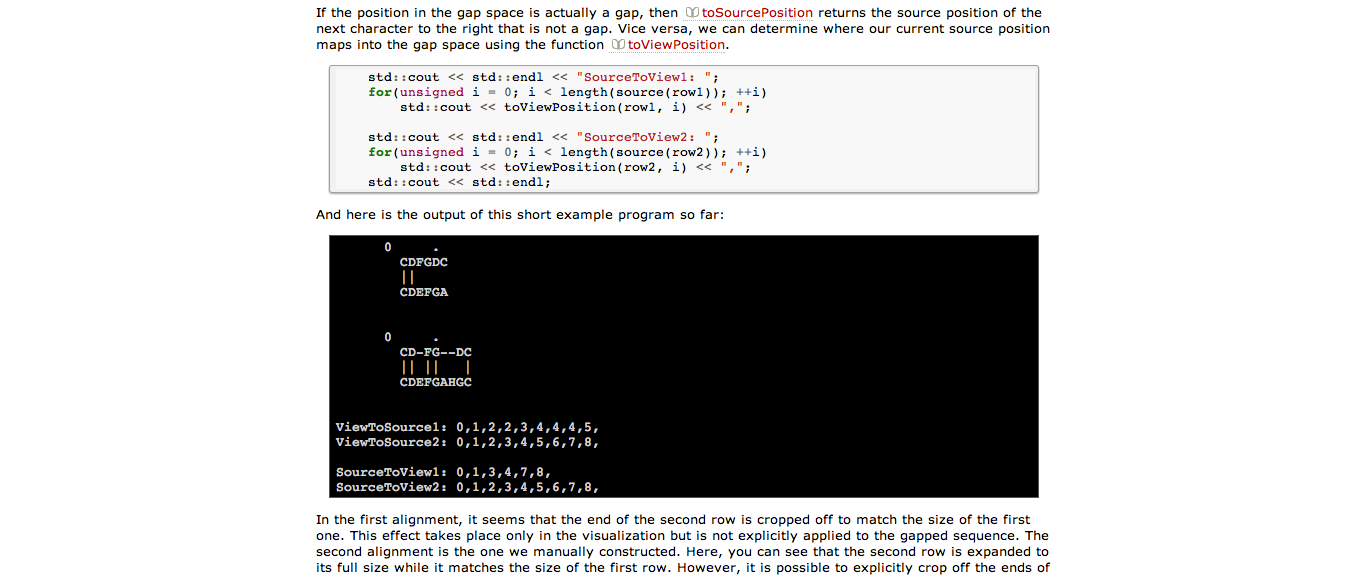 If the position in the gap space is actually a gap, then toSourcePosition returns the source position of the
next character to the right that is not a gap. Vice versa, we can determine where our current source position
maps into the gap space using the function toViewPosition.
std::cout << std::endl << "SourceToView1: ";
for(unsigned i = 0; i < length(source(row1)); ++i)
std::cout << toViewPosition(row1, i) << ",";
std::cout << std::endl << "SourceToView2: ";
for(unsigned i = 0; i < length(source(row2)); ++i)
std::cout << toViewPosition(row2, i) << ",";
std::cout << std::endl;
And here is the output of this short example program so far:
0     .
CDFGDC
||
CDEFGA
0     .
CD-FG--DC
|| ||   |
CDEFGAHGC
ViewToSource1: 0,1,2,2,3,4,4,4,5,
ViewToSource2: 0,1,2,3,4,5,6,7,8,
SourceToView1: 0,1,3,4,7,8,
SourceToView2: 0,1,2,3,4,5,6,7,8,
In the first alignment, it seems that the end of the second row is cropped off to match the size of the first
one. This effect takes place only in the visualization but is not explicitly applied to the gapped sequence. The
second alignment is the one we manually constructed. Here, you can see that the second row is expanded to
its full size while it matches the size of the first row. However, it is possible to explicitly crop off the ends of